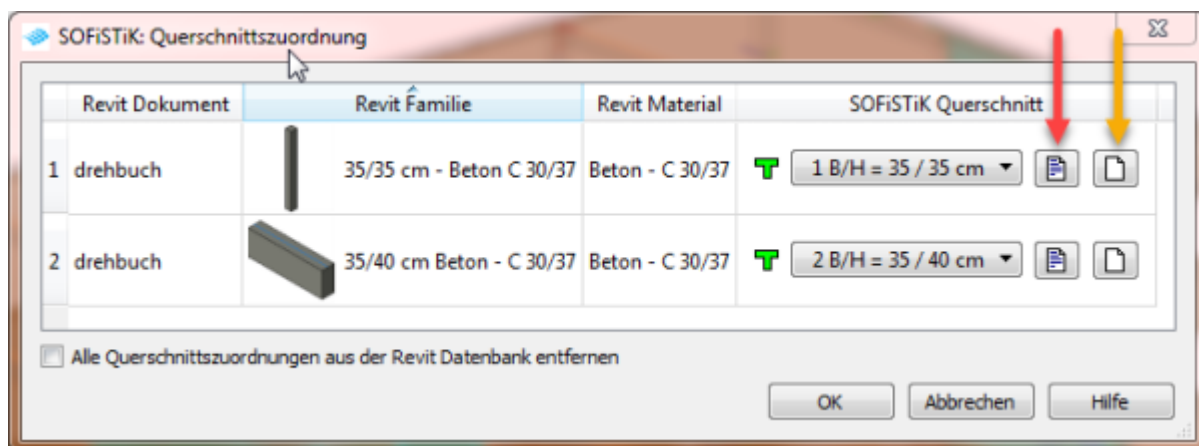 SOFiSTiK: Querschnittszuordnung
Revit Dokument Revit Familie Revit Material SOFiSTiK Querschnitt
1 drehbuch 35/35 cm - Beton C 30/37 Beton - C 30/37 1 B/H = 35 / 35 cm
2 drehbuch 35/40 cm Beton - C 30/37 Beton - C 30/37 2 B/H = 35 / 40 cm
Alle Querschnittszuordnungen aus der Revit Datenbank entfernen
OK Abbrechen Hilfe